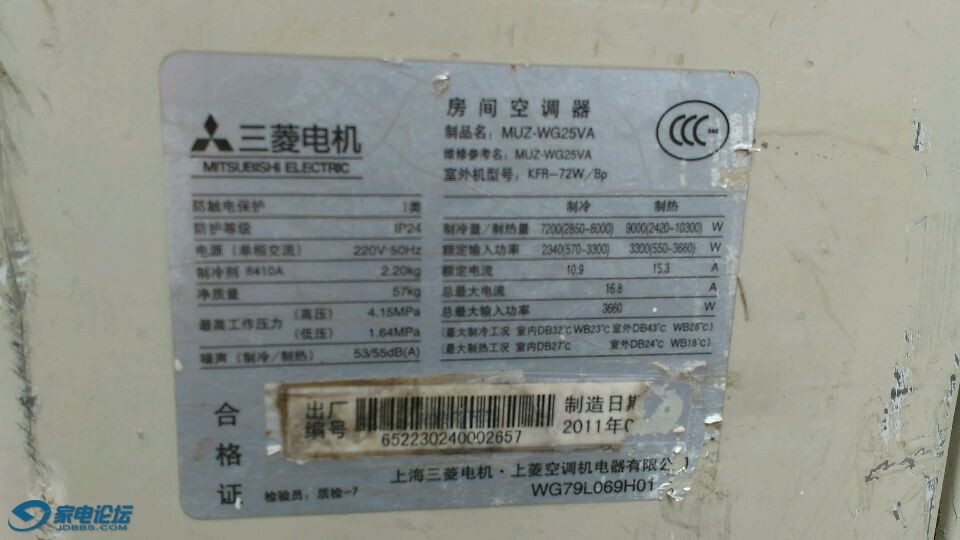 三菱电机
MITSUBISHI ELECTRIC
房间空调器
制品名：MUZ-WG25VA
维修参考名：MUZ-WG25VA
室外机型号：KFR-72W/Bp
CCC
防触电保护 I类
防护等级 IP24
电源（单相交流） 220V-50Hz
制冷剂 R410A 2.20kg
净质量 57kg
最高工作压力 （高压） 4.15MPa
（低压） 1.64MPa
噪声（制冷/制热） 53/55dB(A)
制冷 制热
制冷量/制热量 7200(2850-8000) 9000(2420-10300) W
额定输入功率 2340(570-3300) 3300(550-3660) W
额定电流 10.9 15.3 A
总最大电流 16.8 A
总最大输入功率 3660 W
(最大制冷工况 室内DB32℃ WB23℃ 室外DB43℃ WB26℃)
(最大制热工况 室内DB27℃ 室外DB24℃ WB18℃)
合格证
出厂编号
652230240002657
制造日期
2011年
上海三菱电机·上菱空调机电器有限公司
检验员：质检-7
WG79L069H01
家电论坛
JDBBS.COM